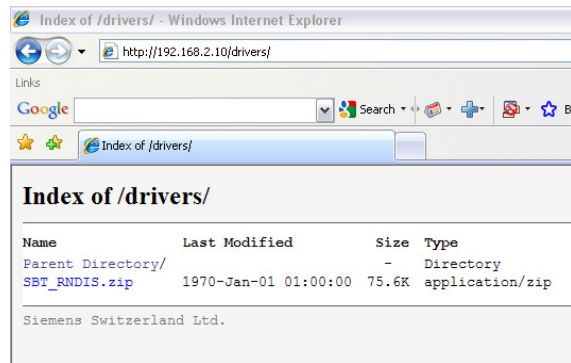 Index of /drivers/ - Windows Internet Explorer
http://192.168.2.10/drivers/
Links
Google Search B
Index of /drivers/
Index of /drivers/
Name Last Modified Size Type
Parent Directory/ - Directory
SBT_RNDIS.zip 1970-Jan-01 01:00:00 75.6K application/zip
Siemens Switzerland Ltd.